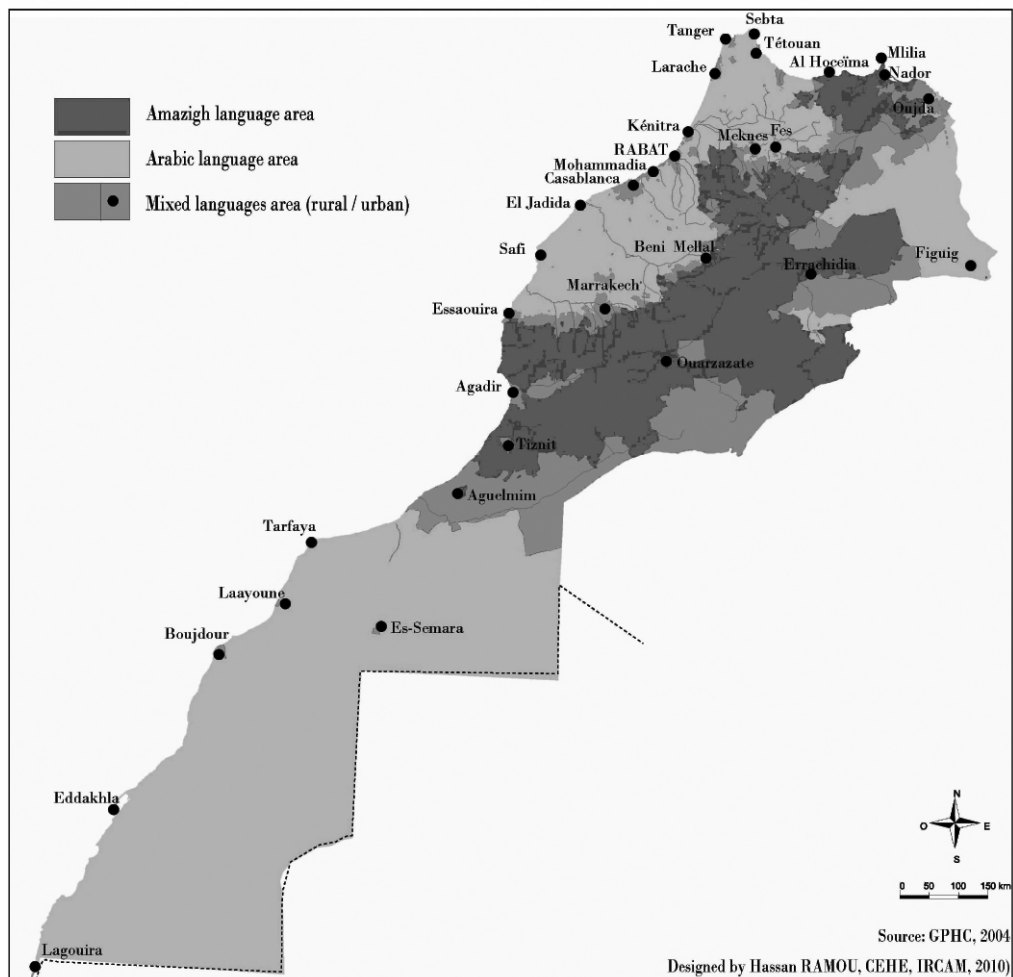 Sebta
Tanger
Tétouan
Mlilia
Al Hoceïma
Larache
Nador
Oujda
Amazigh language area
Kénitra
Meknes
Fes
RABAT
Arabic language area
Mohammadia
Casablanca
Mixed languages area (rural / urban)
El Jadida
Safi
Beni Mellal
Figuig
Errachidia
Marrakech
Essaouira
Ouarzazate
Agadir
Tiznit
Aguelmim
Tarfaya
Laayoune
Es-Semara
Boujdour
Eddakhla
N
O
E
S
0 50 100 150 km
Source: GPHC, 2004
Lagouira
Designed by Hassan RAMOU, CEHE, IRCAM, 2010)